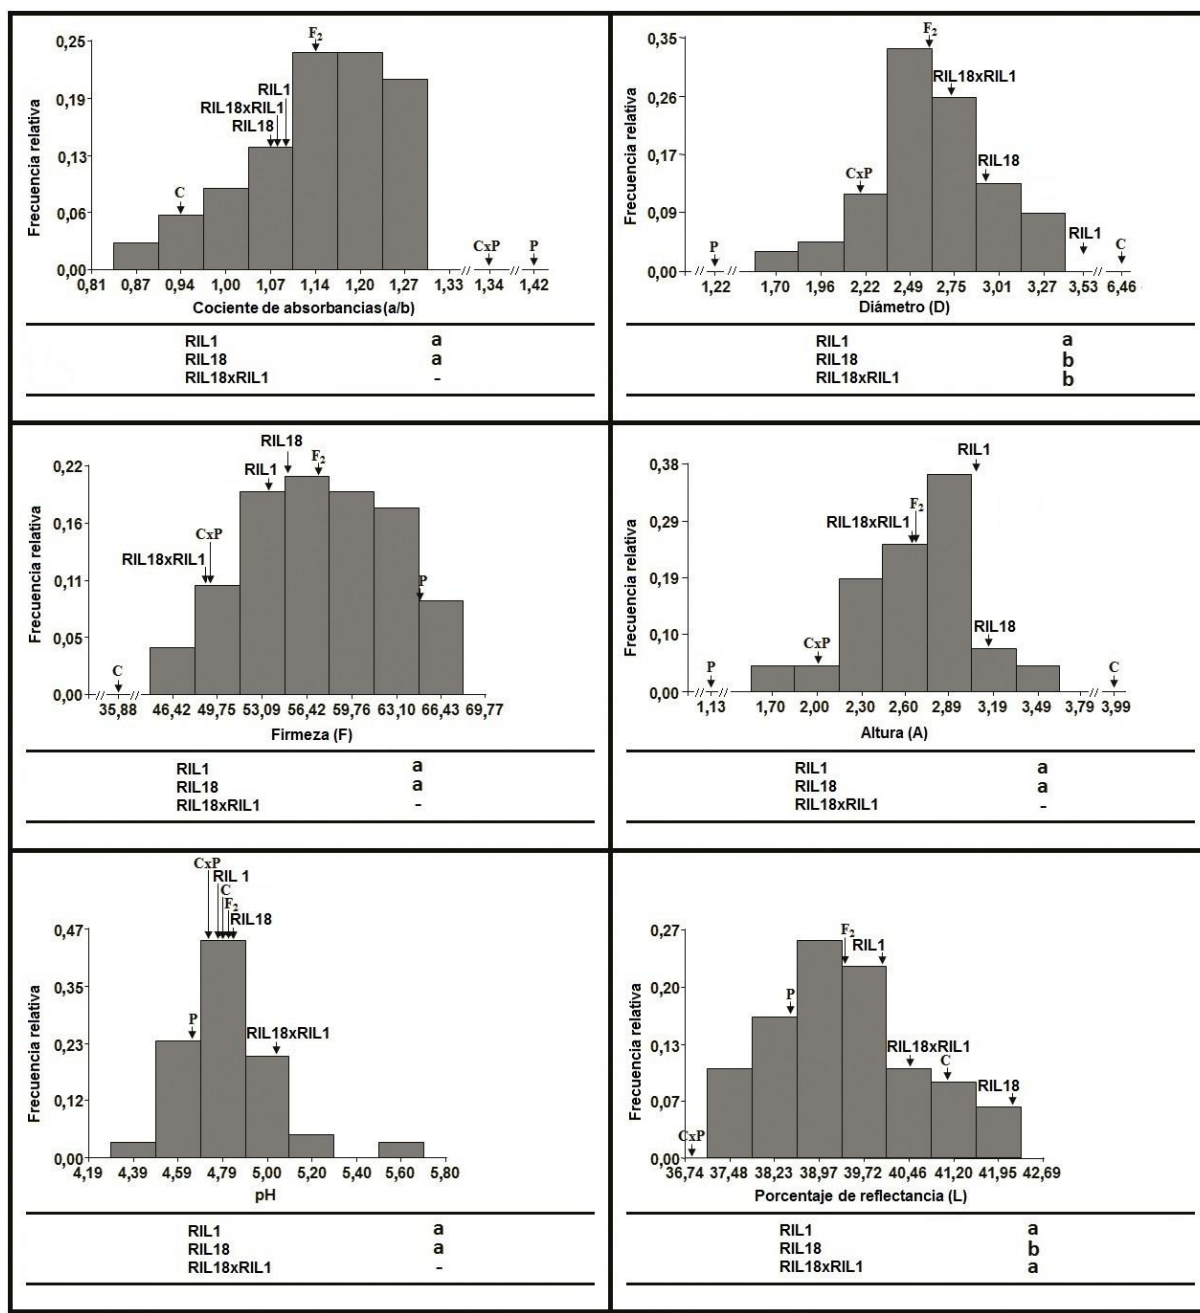 F2
0,25
RIL1
0,19
RIL18xRIL1
RIL18
0,13
C
0,06
CxP
P
0,00
Frecuencia relativa
0,81 0,87 0,94 1,00 1,07 1,14 1,20 1,27 1,33 1,34 1,42
Cociente de absorbancias(a/b)
RIL1 a
RIL18 a
RIL18xRIL1 -
0,35
F2
RIL18xRIL1
0,26
RIL18
0,17
CxP
0,09
RIL1
P
C
0,00
Frecuencia relativa
1,22 1,70 1,96 2,22 2,49 2,75 3,01 3,27 3,53 6,46
Diámetro (D)
RIL1 a
RIL18 b
RIL18xRIL1 b
RIL18
F2
0,22
RIL1
0,16
CxP
RIL18xRIL1
0,11
P
0,05
C
0,00
Frecuencia relativa
35,88 46,42 49,75 53,09 56,42 59,76 63,10 66,43 69,77
Firmeza (F)
RIL1 a
RIL18 a
RIL18xRIL1 -
RIL1
0,38
F2
RIL18xRIL1
0,29
0,19
RIL18
0,10
CxP
P
C
0,00
Frecuencia relativa
1,13 1,70 2,00 2,30 2,60 2,89 3,19 3,49 3,79 3,99
Altura (A)
RIL1 a
RIL18 a
RIL18xRIL1 -
CxP
RIL 1
C
F2
RIL18
0,47
0,35
P
RIL18xRIL1
0,23
0,12
0,00
Frecuencia relativa
4,19 4,39 4,59 4,79 5,00 5,20 5,40 5,60 5,80
pH
RIL1 a
RIL18 a
RIL18xRIL1 -
0,27
F2
RIL1
0,20
P
RIL18xRIL1
0,13
C
RIL18
0,07
CxP
0,00
Frecuencia relativa
36,74 37,48 38,23 38,97 39,72 40,46 41,20 41,95 42,69
Porcentaje de reflectancia (L)
RIL1 a
RIL18 b
RIL18xRIL1 a